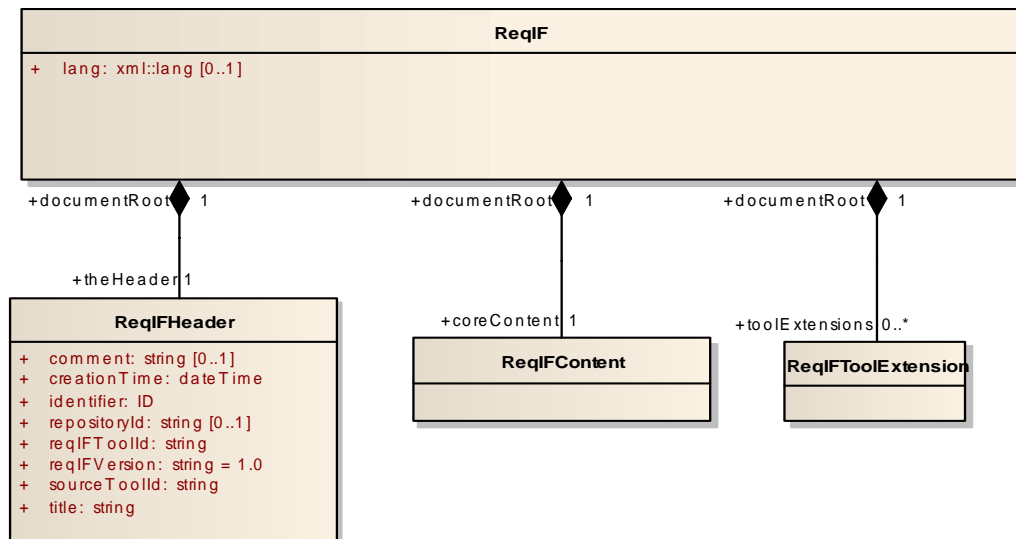 ReqIF
+ lang: xml::lang [0..1]
+documentRoot 1
+documentRoot 1
+documentRoot 1
+theHeader 1
+coreContent 1
+toolExtensions 0..*
ReqIFHeader
+ comment: string [0..1]
+ creationTime: dateTime
+ identifier: ID
+ repositoryId: string [0..1]
+ reqIFToolId: string
+ reqIFVersion: string = 1.0
+ sourceToolId: string
+ title: string
ReqIFContent
ReqIFToolExtension